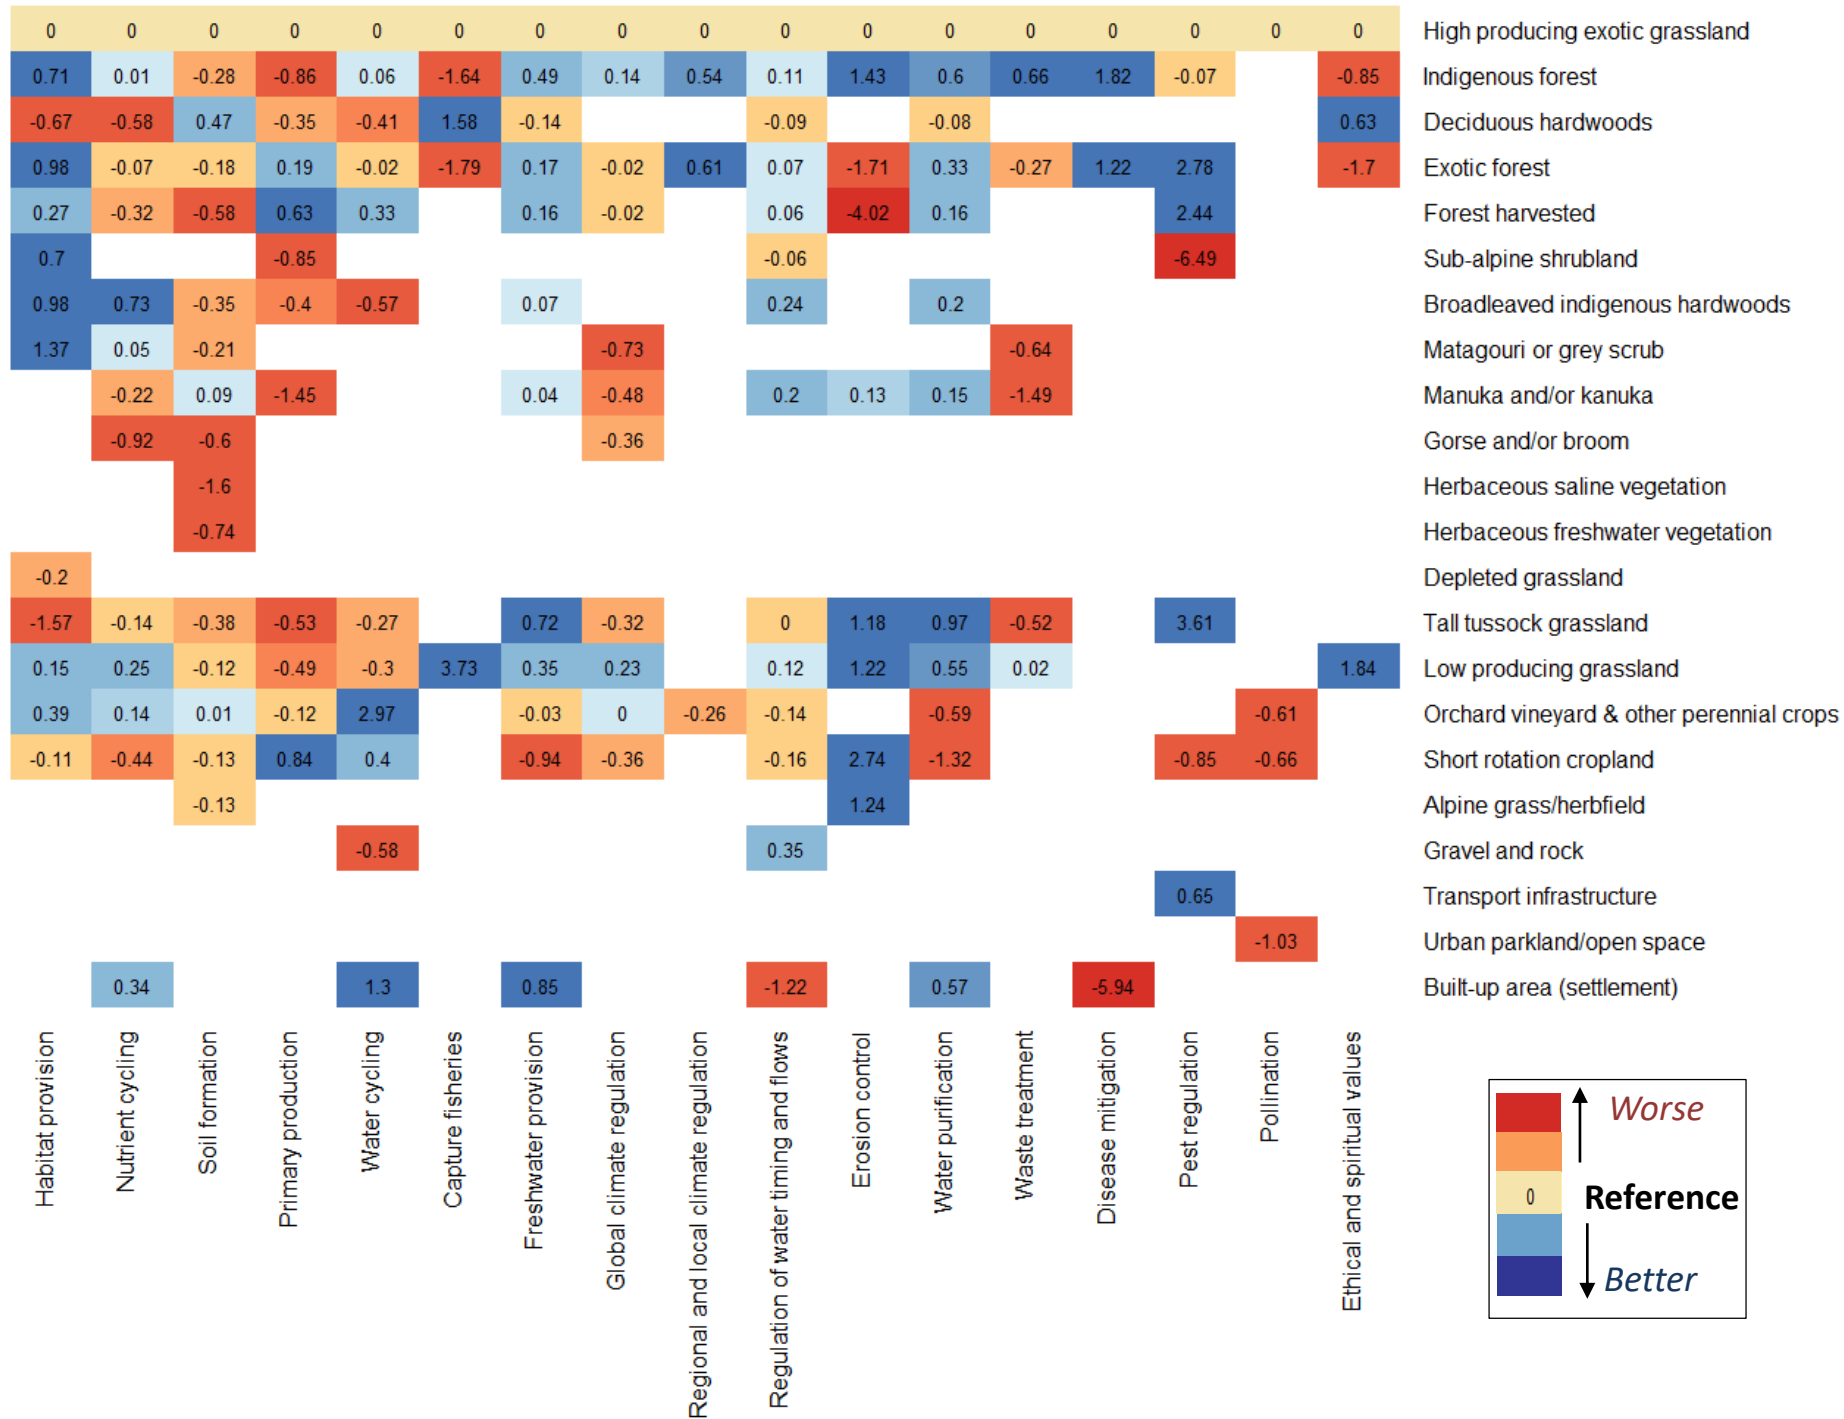 0 0 0 0 0 0 0 0 0 0 0 0 0 0 0 0 0 High producing exotic grassland
0.71 0.01 -0.28 -0.86 0.06 -1.64 0.49 0.14 0.54 0.11 1.43 0.6 0.66 1.82 -0.07 -0.85 Indigenous forest
-0.67 -0.58 0.47 -0.35 -0.41 1.58 -0.14 -0.09 -0.08 0.63 Deciduous hardwoods
0.98 -0.07 -0.18 0.19 -0.02 -1.79 0.17 -0.02 0.61 0.07 -1.71 0.33 -0.27 1.22 2.78 -1.7 Exotic forest
0.27 -0.32 -0.58 0.63 0.33 0.16 -0.02 0.06 -4.02 0.16 2.44 Forest harvested
0.7 -0.85 -0.06 -6.49 Sub-alpine shrubland
0.98 0.73 -0.35 -0.4 -0.57 0.07 0.24 0.2 Broadleaved indigenous hardwoods
1.37 0.05 -0.21 -0.73 -0.64 Matagouri or grey scrub
-0.22 0.09 -1.45 0.04 -0.48 0.2 0.13 0.15 -1.49 Manuka and/or kanuka
-0.92 -0.6 -0.36 Gorse and/or broom
-1.6 Herbaceous saline vegetation
-0.74 Herbaceous freshwater vegetation
-0.2 Depleted grassland
-1.57 -0.14 -0.38 -0.53 -0.27 0.72 -0.32 0 1.18 0.97 -0.52 3.61 Tall tussock grassland
0.15 0.25 -0.12 -0.49 -0.3 3.73 0.35 0.23 0.12 1.22 0.55 0.02 1.84 Low producing grassland
0.39 0.14 0.01 -0.12 2.97 -0.03 0 -0.26 -0.14 -0.59 -0.61 Orchard vineyard & other perennial crops
-0.11 -0.44 -0.13 0.84 0.4 -0.94 -0.36 -0.16 2.74 -1.32 -0.85 -0.66 Short rotation cropland
-0.13 1.24 Alpine grass/herbfield
-0.58 0.35 Gravel and rock
0.65 Transport infrastructure
-1.03 Urban parkland/open space
0.34 1.3 0.85 -1.22 0.57 -5.94 Built-up area (settlement)
Habitat provision
Nutrient cycling
Soil formation
Primary production
Water cycling
Capture fisheries
Freshwater provision
Global climate regulation
Regional and local climate regulation
Regulation of water timing and flows
Erosion control
Water purification
Waste treatment
Disease mitigation
Pest regulation
Pollination
Ethical and spiritual values
Worse
0 Reference
Better